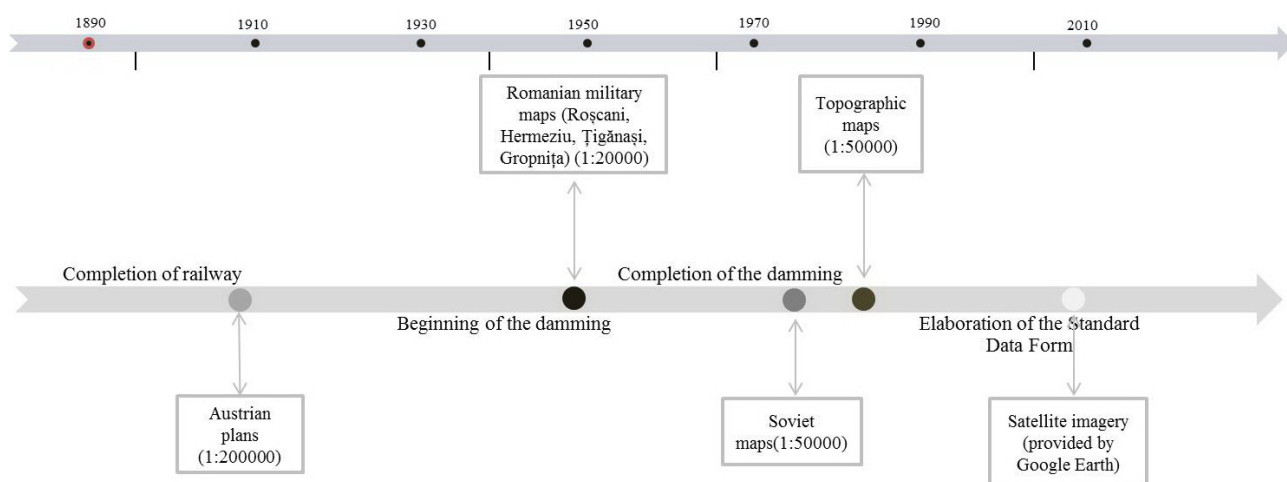 1890 1910 1930 1950 1970 1990 2010
Romanian military
maps (Roșcani,
Hermeziu, Țigănași,
Gropnița) (1:20000)
Topographic
maps
(1:50000)
Completion of railway
Completion of the damming
Beginning of the damming
Elaboration of the Standard
Data Form
Austrian
plans
(1:200000)
Soviet
maps(1:50000)
Satellite imagery
(provided by
Google Earth)